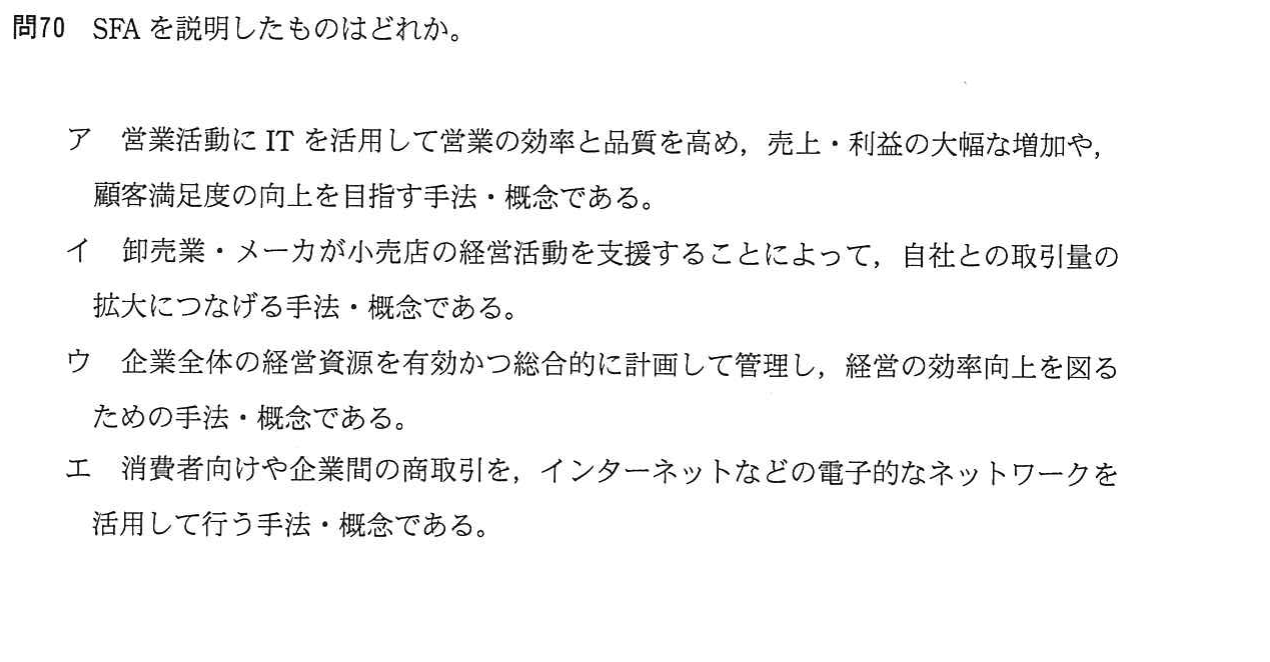 問70 SFA を説明したものはどれか。
ア 営業活動に IT を活用して営業の効率と品質を高め，売上・利益の大幅な増加や，
顧客満足度の向上を目指す手法・概念である。
イ 卸売業・メーカが小売店の経営活動を支援することによって，自社との取引量の
拡大につなげる手法・概念である。
ウ 企業全体の経営資源を有効かつ総合的に計画して管理し，経営の効率向上を図る
ための手法・概念である。
エ 消費者向けや企業間の商取引を，インターネットなどの電子的なネットワークを
活用して行う手法・概念である。